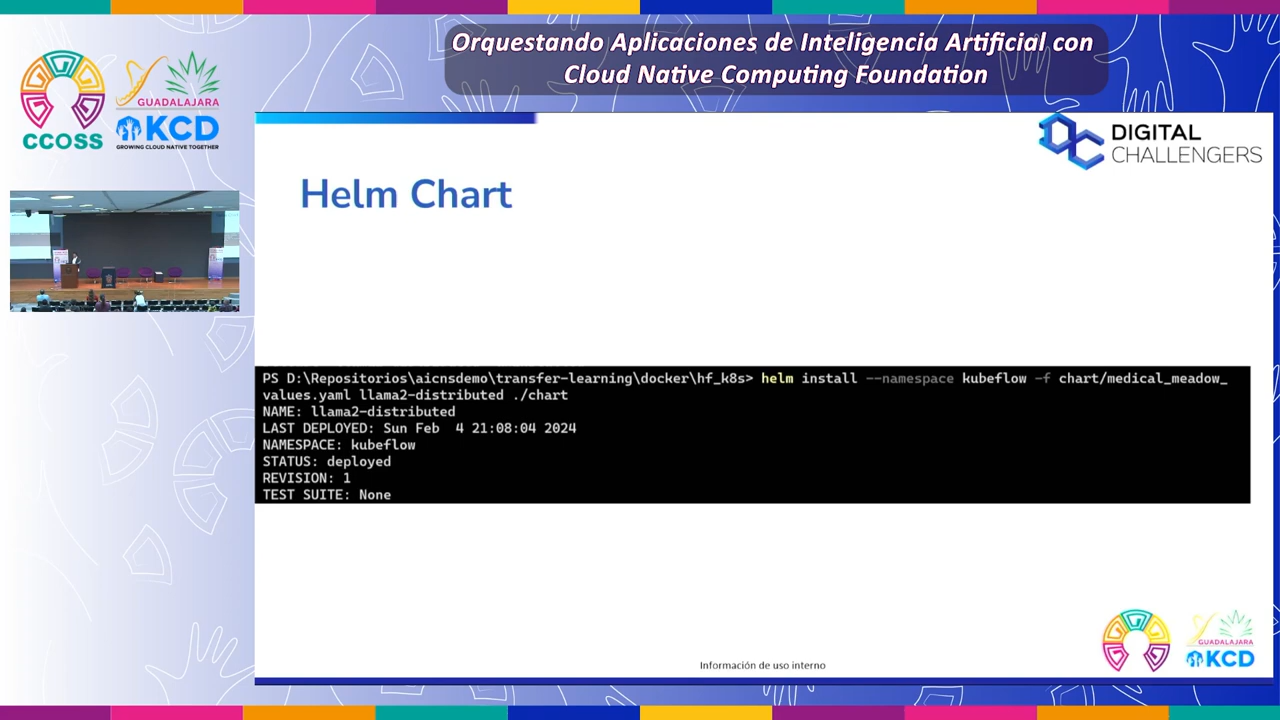 Orquestando Aplicaciones de Inteligencia Artificial con
Cloud Native Computing Foundation
CCOSS
GUADALAJARA
KCD
GROWING CLOUD NATIVE TOGETHER
DIGITAL
CHALLENGERS
Helm Chart
PS D:\Repositorios\aicnsdemo\transfer-learning\docker\hf_k8s> helm install --namespace kubeflow -f chart/medical_meadow_
values.yaml llama2-distributed ./chart
NAME: llama2-distributed
LAST DEPLOYED: Sun Feb  4 21:08:04 2024
NAMESPACE: kubeflow
STATUS: deployed
REVISION: 1
TEST SUITE: None
GUADALAJARA
KCD
Información de uso interno